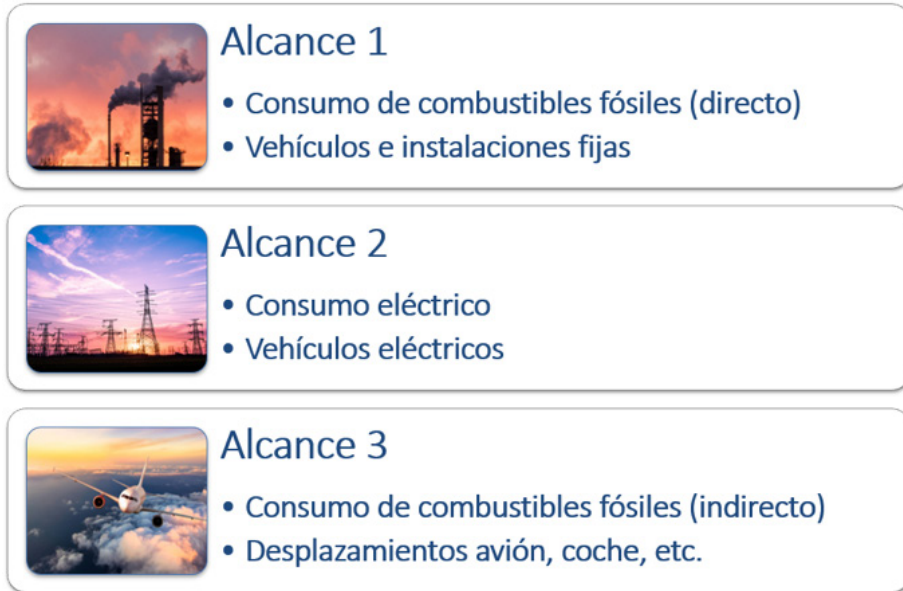 Alcance 1
• Consumo de combustibles fósiles (directo)
• Vehículos e instalaciones fijas
Alcance 2
• Consumo eléctrico
• Vehículos eléctricos
Alcance 3
• Consumo de combustibles fósiles (indirecto)
• Desplazamientos avión, coche, etc.